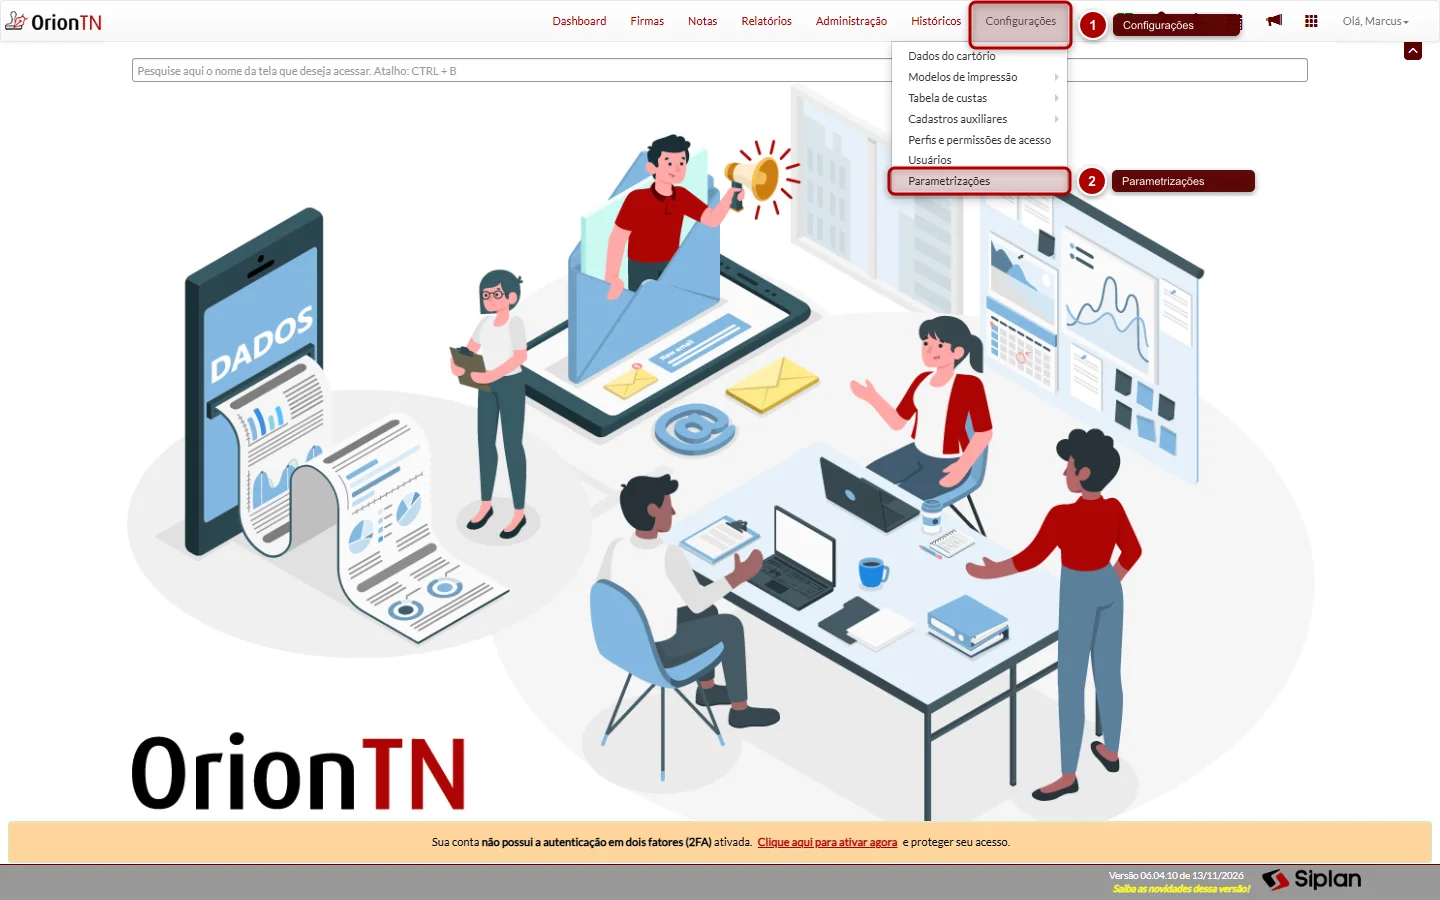 OrionTN
Dashboard
Firmas
Notas
Relatórios
Administração
Históricos
Configurações
1
Configurações
Olá, Marcus
Pesquise aqui o nome da tela que deseja acessar. Atalho: CTRL + B
Dados do cartório
Modelos de impressão
Tabela de custas
Cadastros auxiliares
Perfis e permissões de acesso
Usuários
Parametrizações
2
Parametrizações
DADOS
New email
@
OrionTN
Sua conta não possui a autenticação em dois fatores (2FA) ativada. Clique aqui para ativar agora e proteger seu acesso.
Versão 06.04.10 de 13/11/2026
Saiba as novidades dessa versão!
Siplan